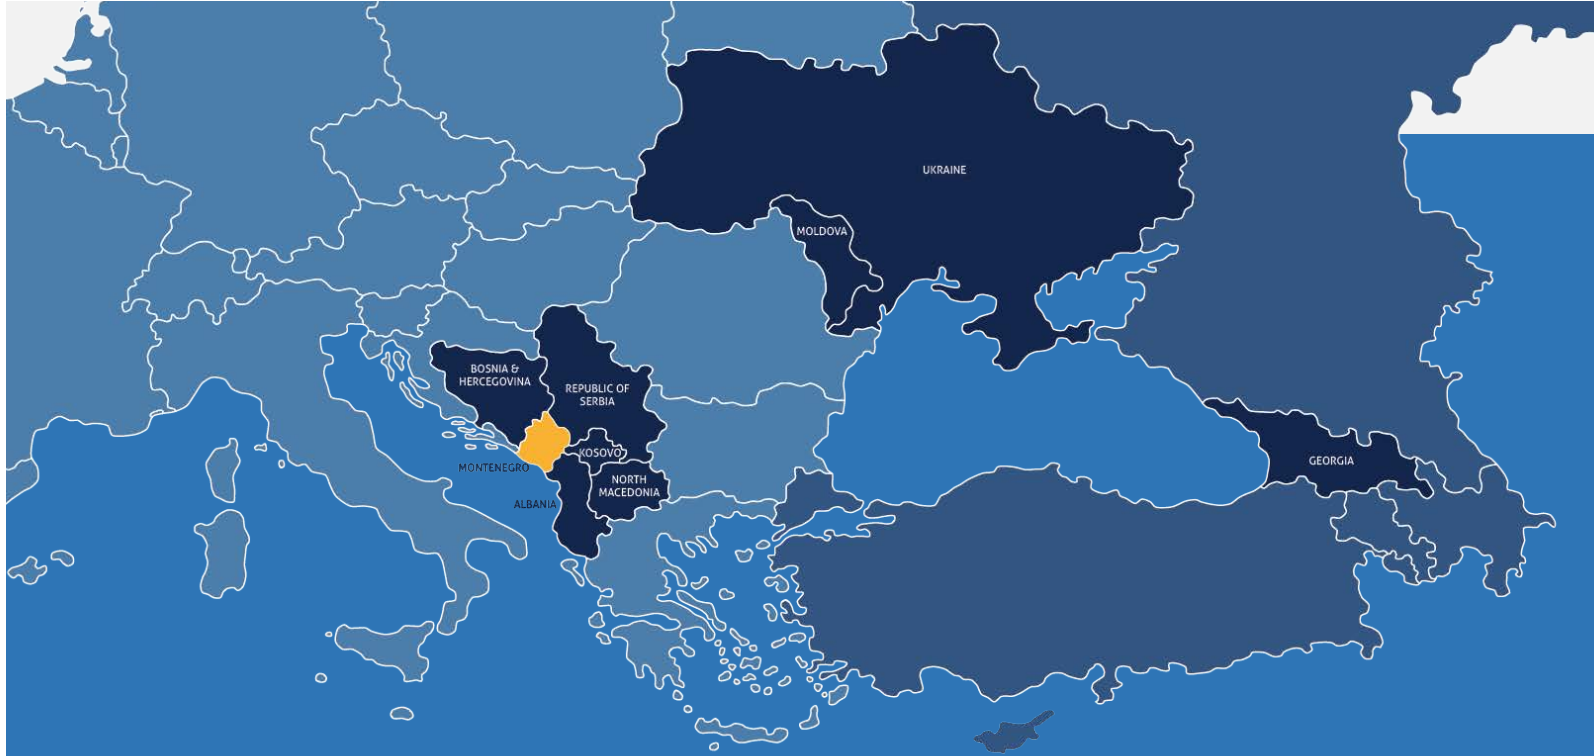 UKRAINE
MOLDOVA
BOSNIA &
HERCEGOVINA
REPUBLIC OF
SERBIA
GEORGIA
KOSOVO
MONTENEGRO
NORTH
MACEDONIA
ALBANIA